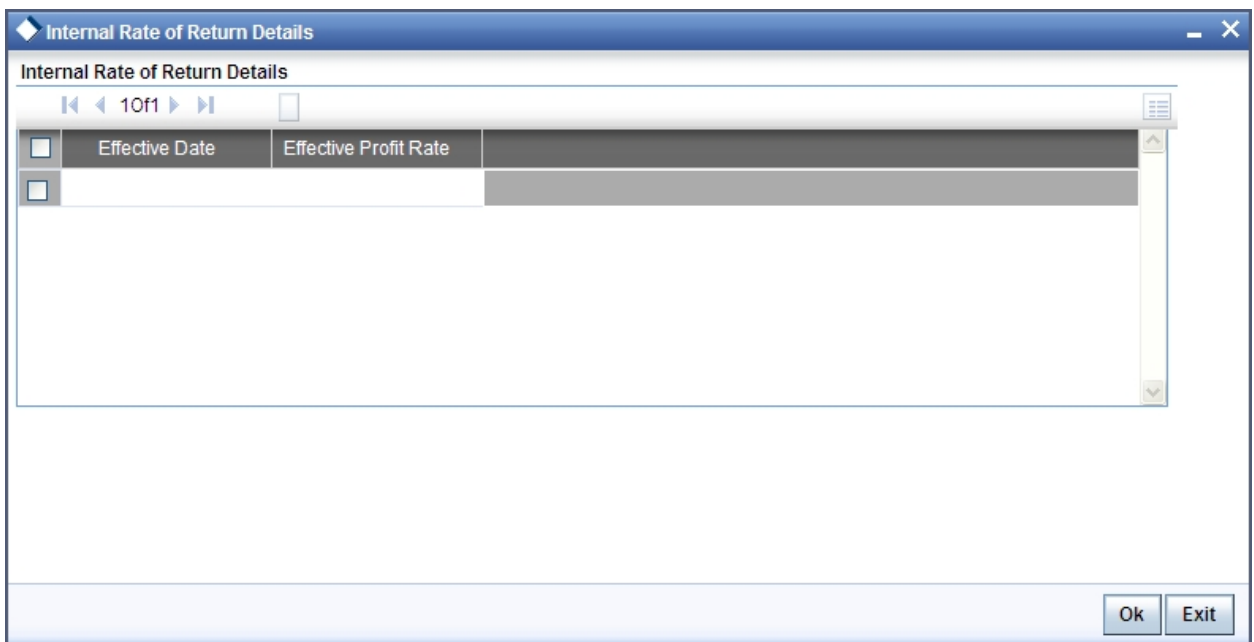 Internal Rate of Return Details
Internal Rate of Return Details
1Of1
Effective Date Effective Profit Rate
Ok Exit